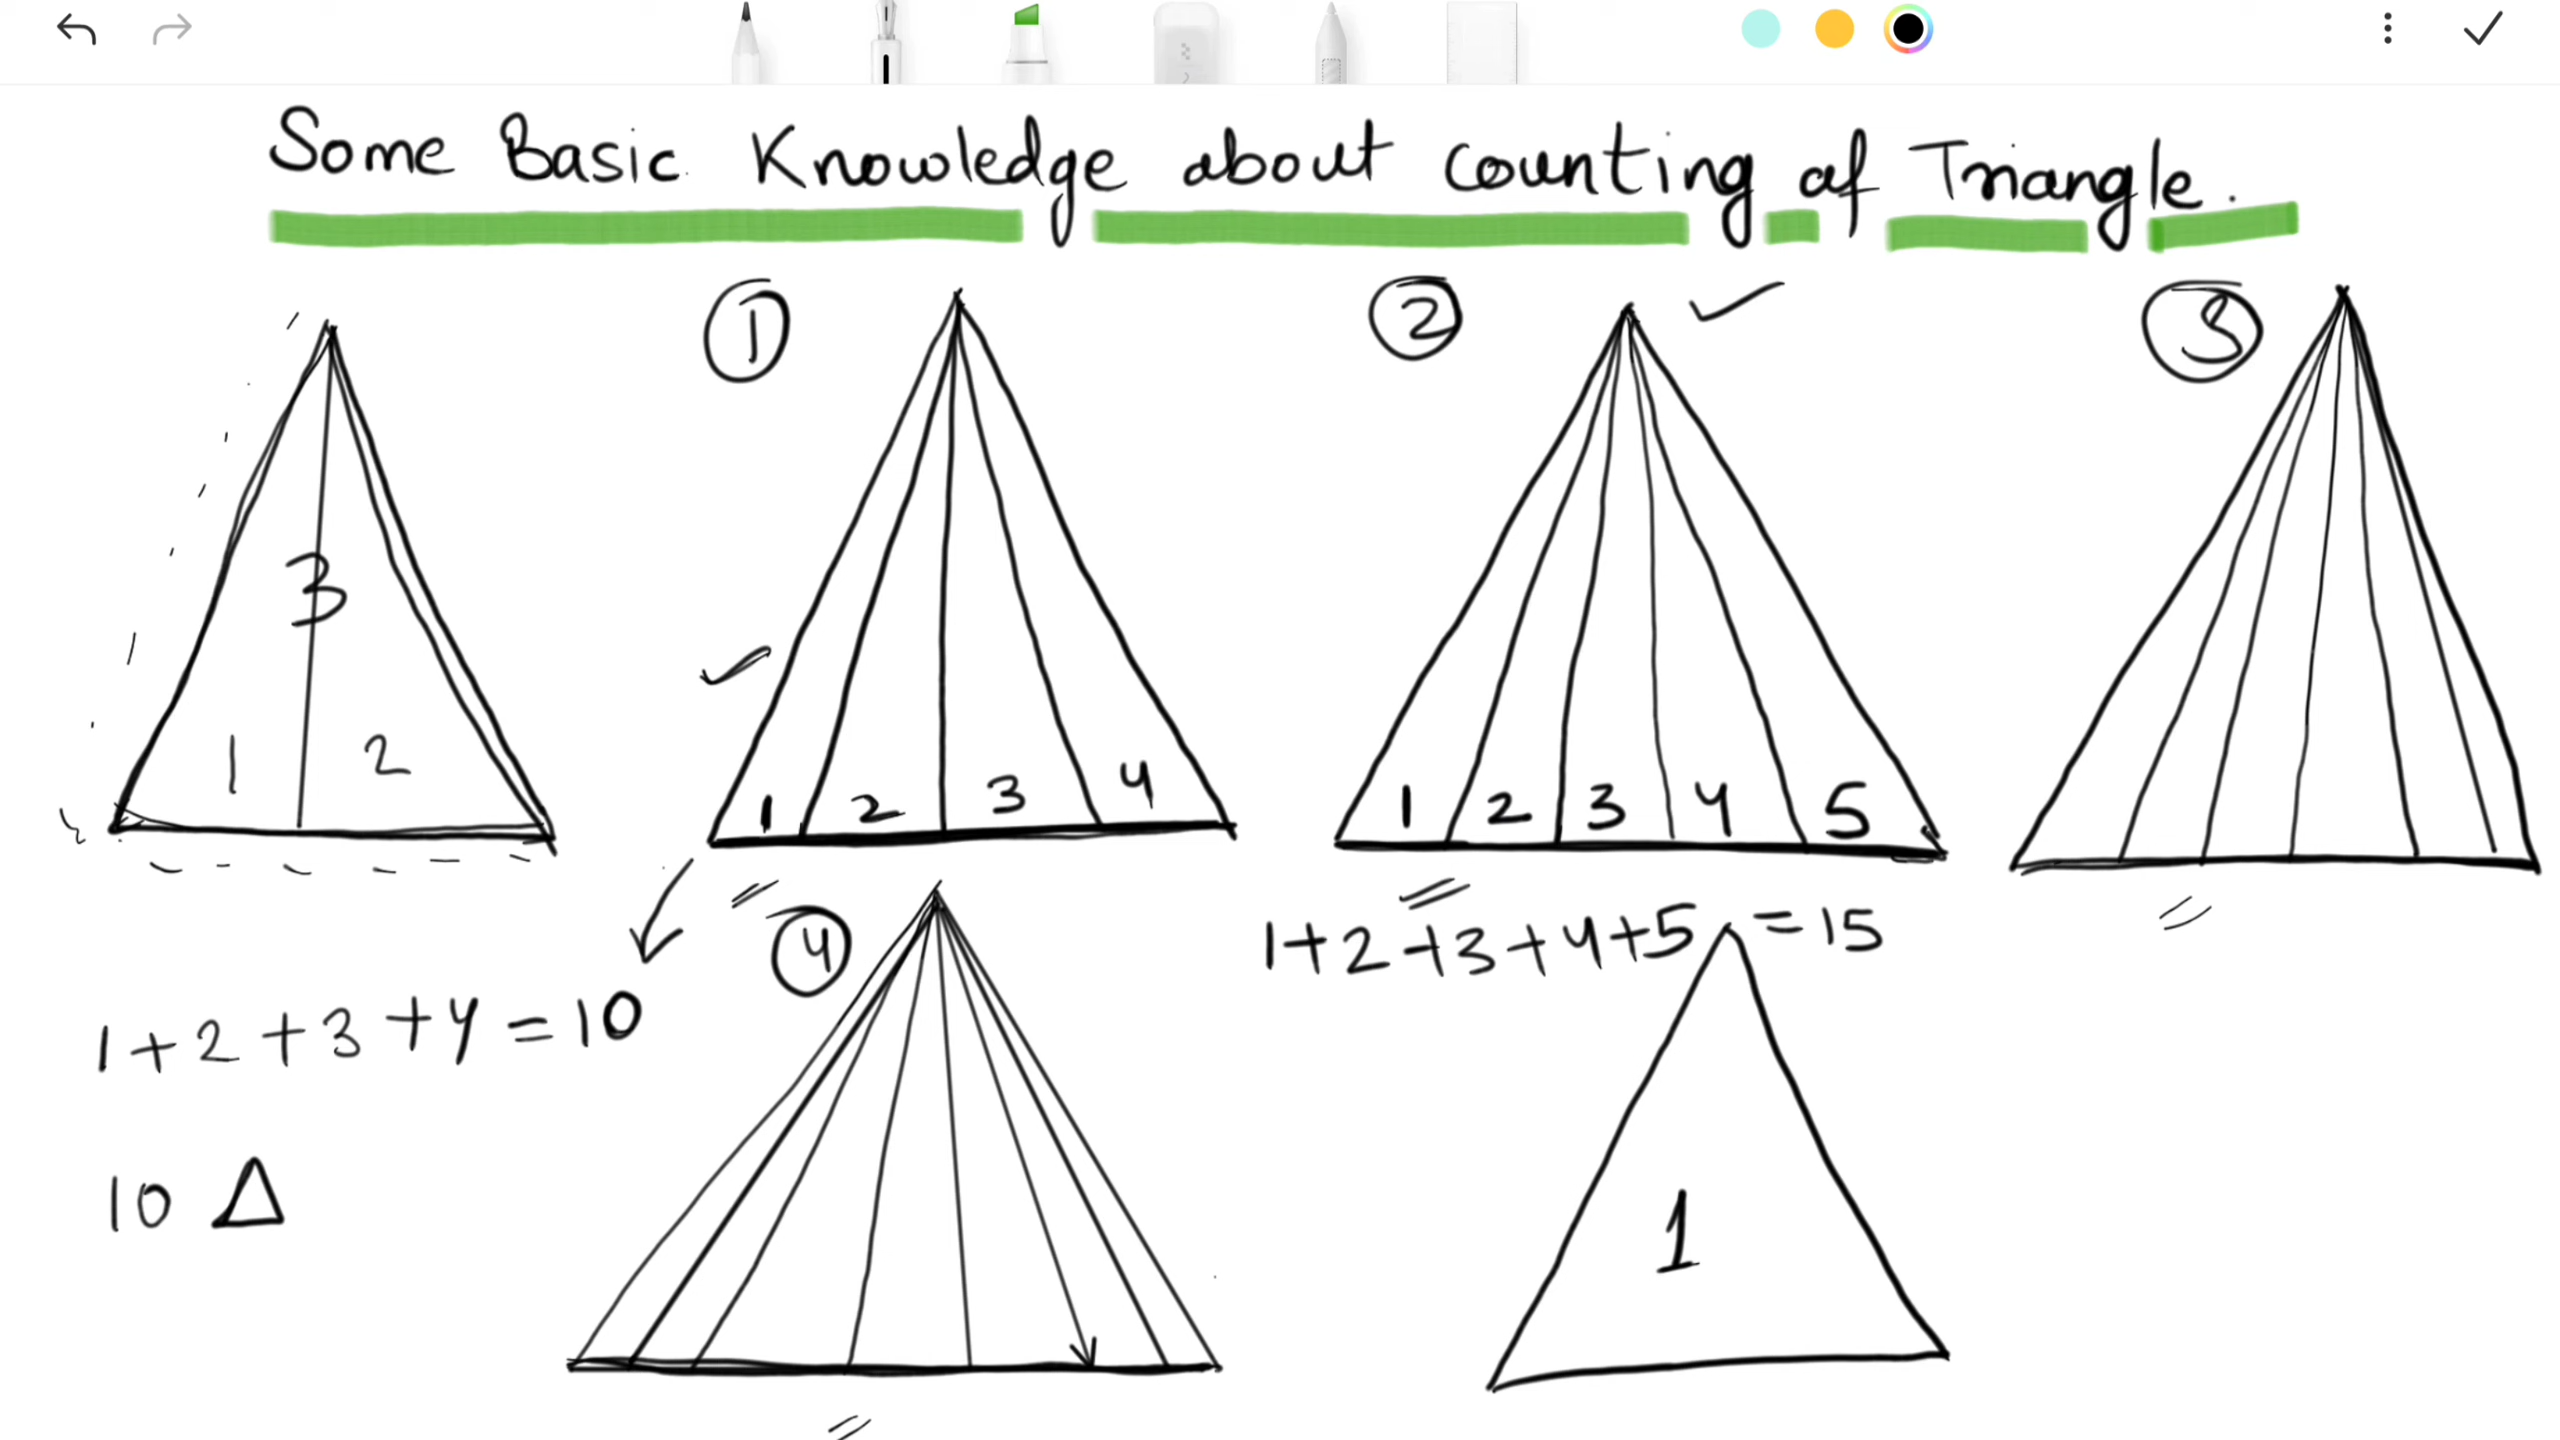 Some Basic Knowledge about counting of Triangle.
1
2
3
3
1 2
1 2 3 4
1 2 3 4 5
4
1+2+3+4+5 = 15
1+2+3+4=10
10 Δ
1